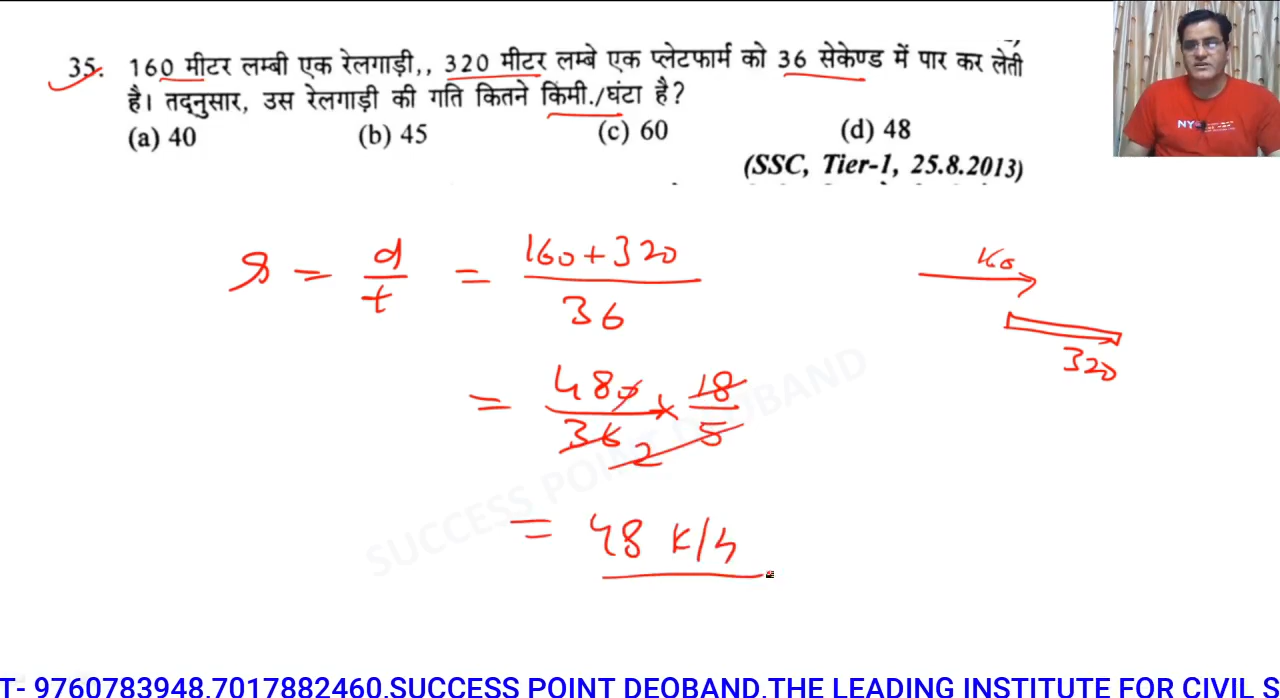 35. 160 मीटर लम्बी एक रेलगाड़ी,, 320 मीटर लम्बे एक प्लेटफार्म को 36 सेकेण्ड में पार कर लेती
है। तद्नुसार, उस रेलगाड़ी की गति कितने किमी./घंटा है?
(a) 40 (b) 45 (c) 60 (d) 48
(SSC, Tier-1, 25.8.2013)
S = d/t = 160+320/36
160
320
= 480/36 × 18/5
2
= 48 K/h
SUCCESS POINT DEOBAND
T- 9760783948,7017882460,SUCCESS POINT DEOBAND,THE LEADING INSTITUTE FOR CIVIL S